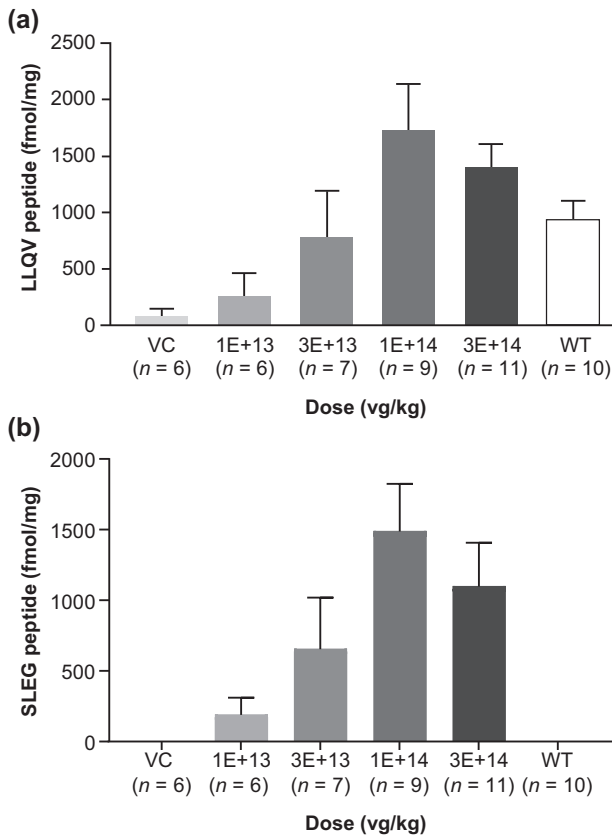 (a)
2500
2000
1500
1000
500
0
LLQV peptide (fmol/mg)
VC 1E+13 3E+13 1E+14 3E+14 WT
(n = 6) (n = 6) (n = 7) (n = 9) (n = 11) (n = 10)
Dose (vg/kg)
(b)
2000
1500
1000
500
0
SLEG peptide (fmol/mg)
VC 1E+13 3E+13 1E+14 3E+14 WT
(n = 6) (n = 6) (n = 7) (n = 9) (n = 11) (n = 10)
Dose (vg/kg)